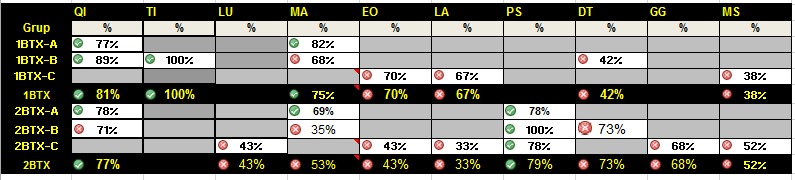 QI TI LU MA EO LA PS DT GG MS
Grup % % % % % % % % % %
1BTX-A 77% 82%
1BTX-B 89% 100% 68% 42%
1BTX-C 70% 67% 38%
1BTX 81% 100% 75% 70% 67% 42% 38%
2BTX-A 78% 69% 78%
2BTX-B 71% 35% 100% 73%
2BTX-C 43% 43% 33% 78% 68% 52%
2BTX 77% 43% 53% 43% 33% 79% 73% 68% 52%